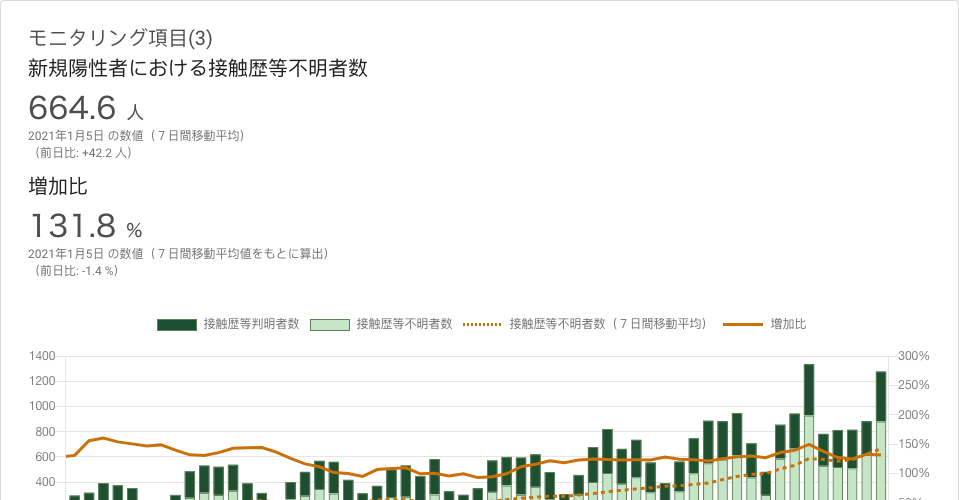 モニタリング項目(3)
新規陽性者における接触歴等不明者数
664.6 人
2021年1月5日 の数値（７日間移動平均）
（前日比: +42.2 人）
増加比
131.8 %
2021年1月5日 の数値（７日間移動平均値をもとに算出）
（前日比: -1.4 %）
接触歴等判明者数 接触歴等不明者数 接触歴等不明者数（７日間移動平均） 増加比
1400 300%
1200 250%
1000 200%
800 150%
600 100%
400